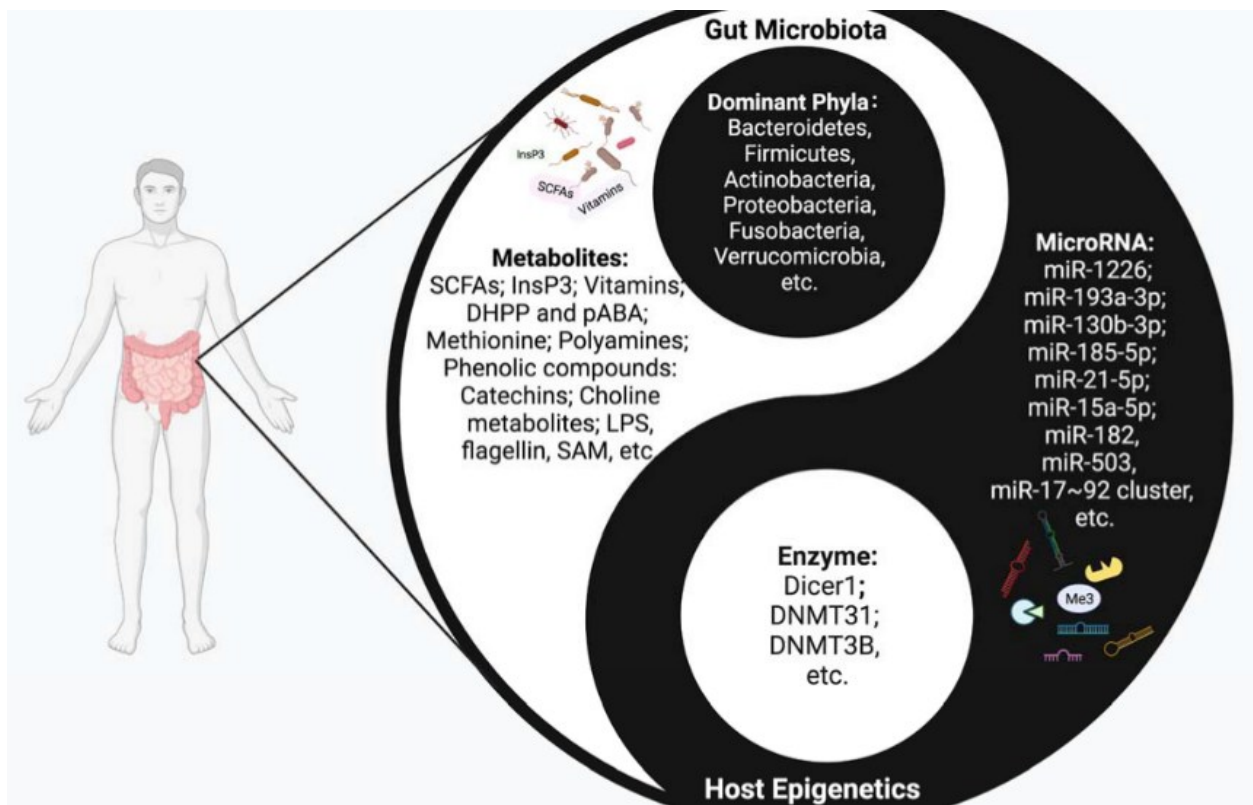 Gut Microbiota
Dominant Phyla:
Bacteroidetes,
Firmicutes,
Actinobacteria,
Proteobacteria,
Fusobacteria,
Verrucomicrobia,
etc.
InsP3
SCFAs
Vitamins
Metabolites:
SCFAs; InsP3; Vitamins;
DHPP and pABA;
Methionine; Polyamines;
Phenolic compounds:
Catechins; Choline
metabolites; LPS,
flagellin, SAM, etc
MicroRNA:
miR-1226;
miR-193a-3p;
miR-130b-3p;
miR-185-5p;
miR-21-5p;
miR-15a-5p;
miR-182,
miR-503,
miR-17~92 cluster,
etc.
Me3
Enzyme:
Dicer1;
DNMT31;
DNMT3B,
etc.
Host Epigenetics